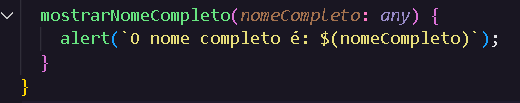 mostrarNomeCompleto(nomeCompleto: any) {
alert(`O nome completo é: $(nomeCompleto)`);
}
}